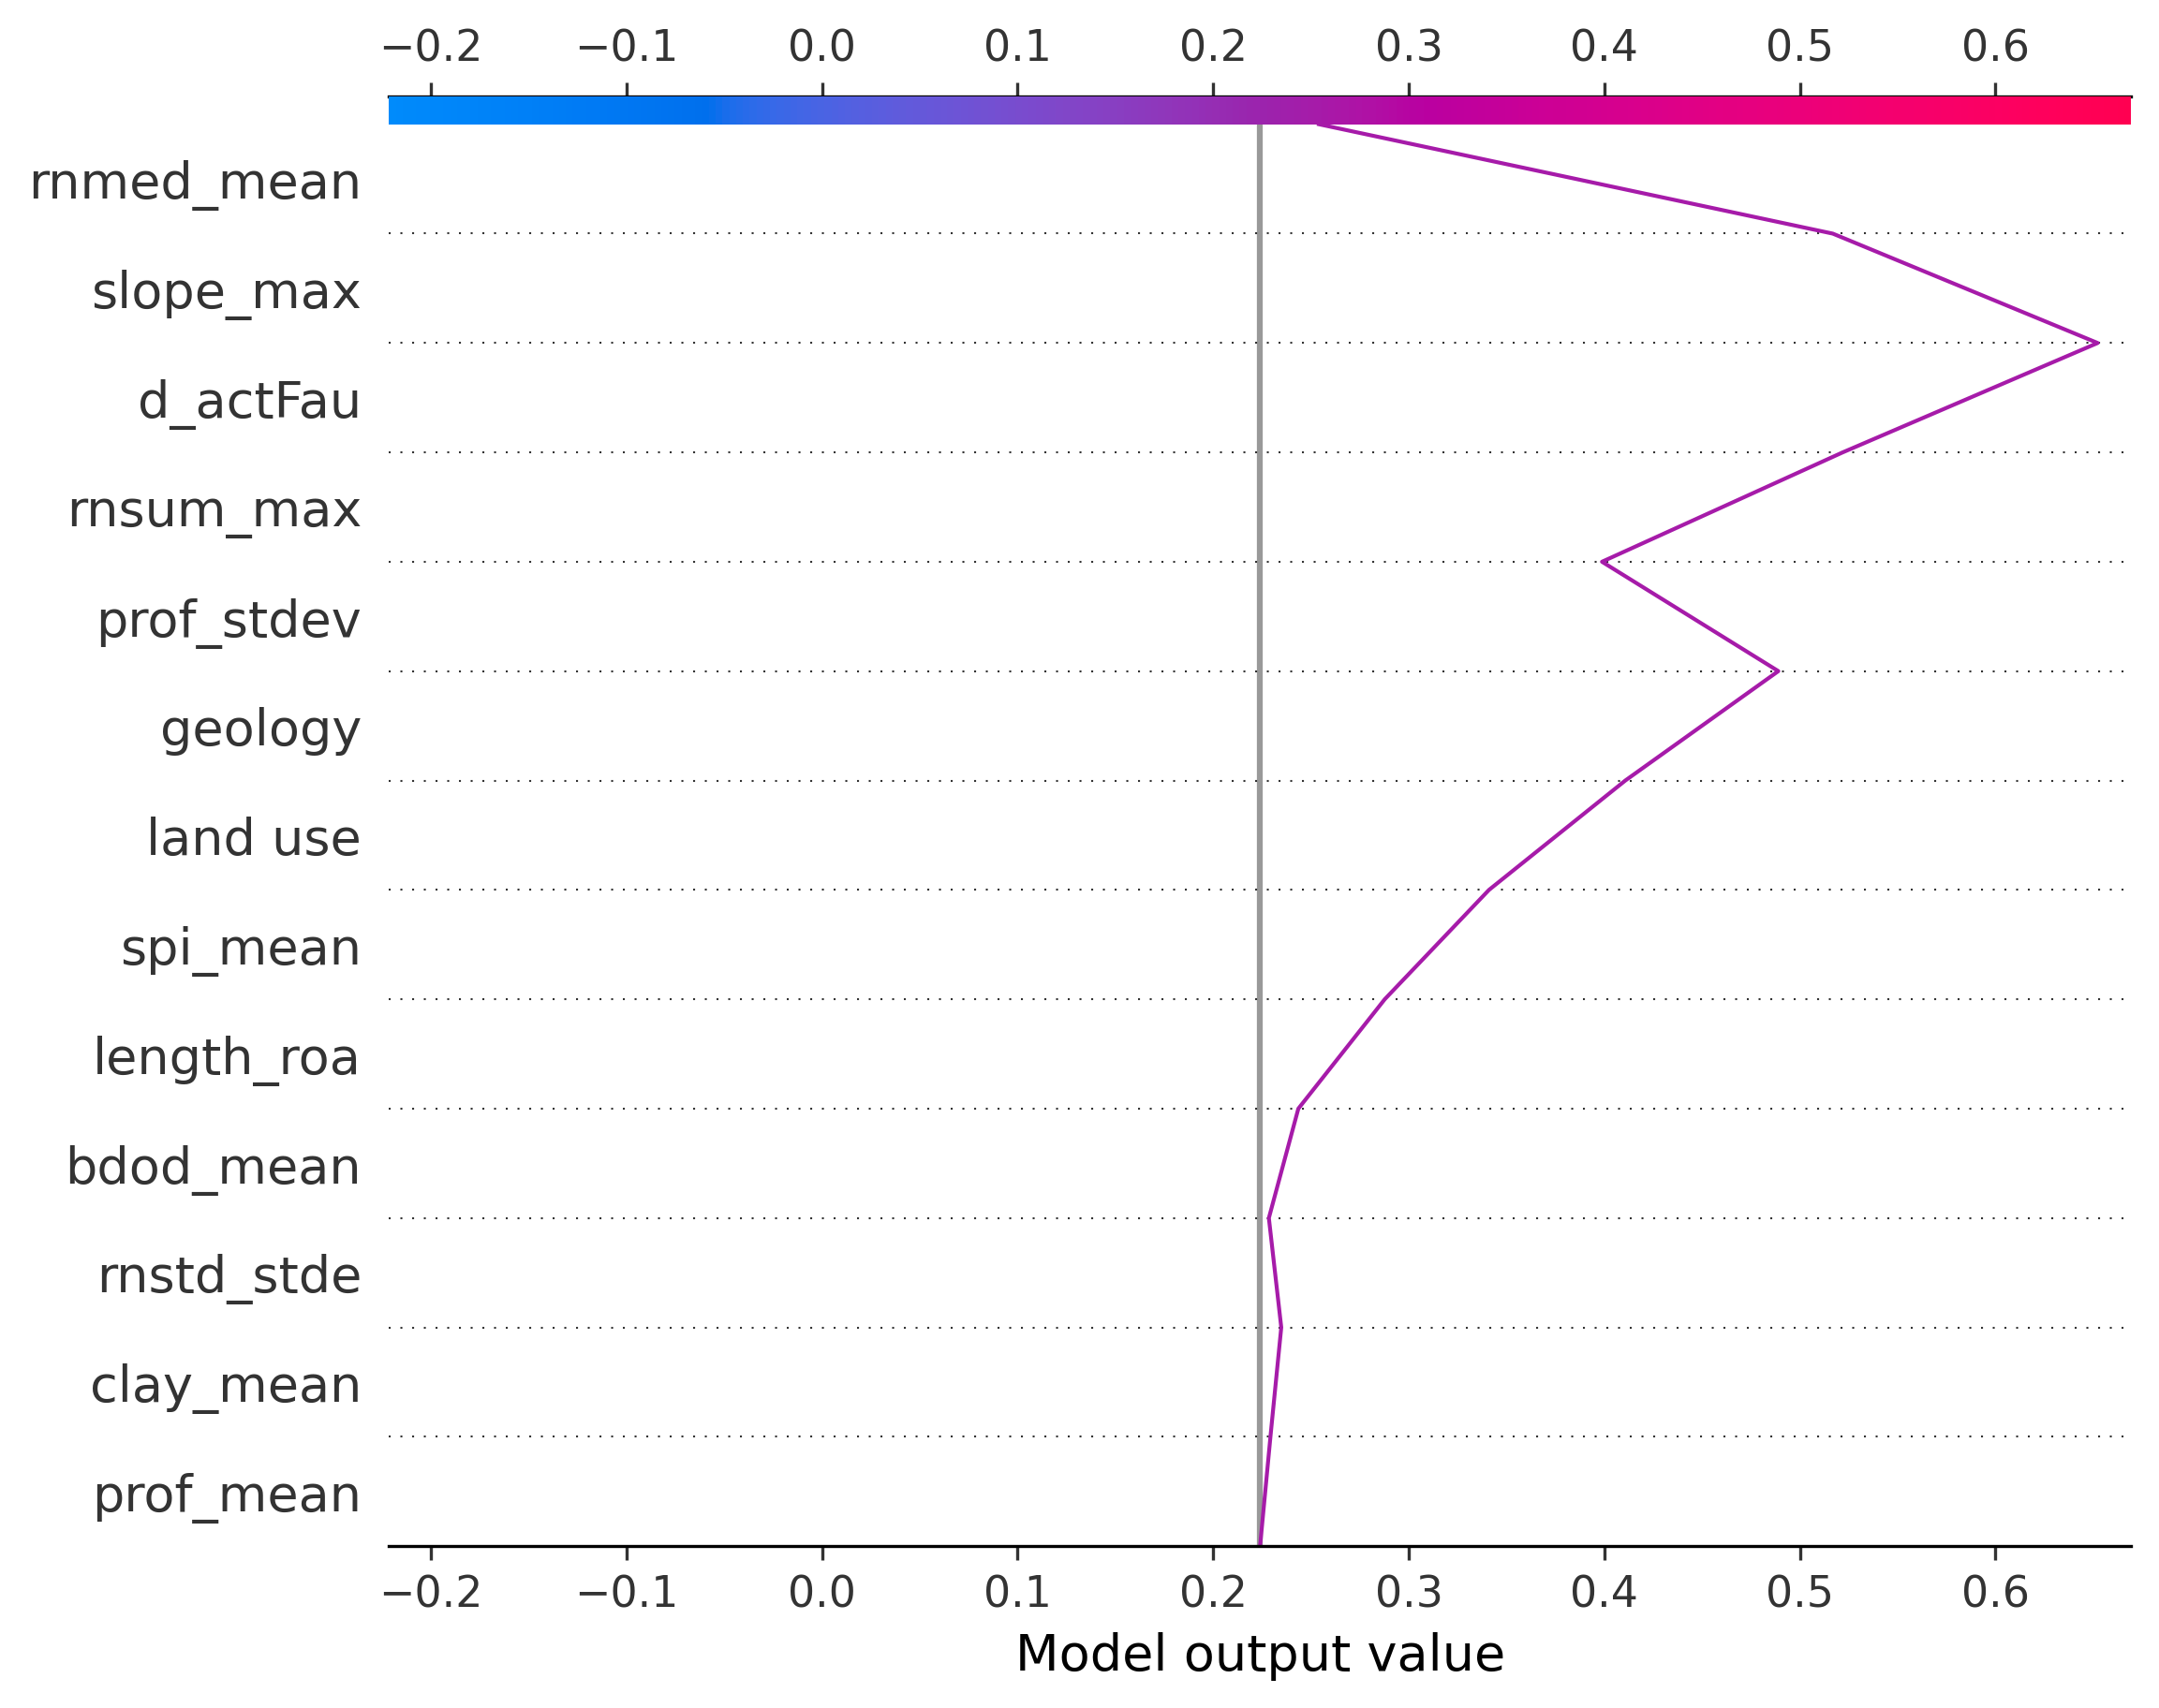 −0.2 −0.1 0.0 0.1 0.2 0.3 0.4 0.5 0.6
rnmed_mean
slope_max
d_actFau
rnsum_max
prof_stdev
geology
land use
spi_mean
length_roa
bdod_mean
rnstd_stde
clay_mean
prof_mean
−0.2 −0.1 0.0 0.1 0.2 0.3 0.4 0.5 0.6
Model output value